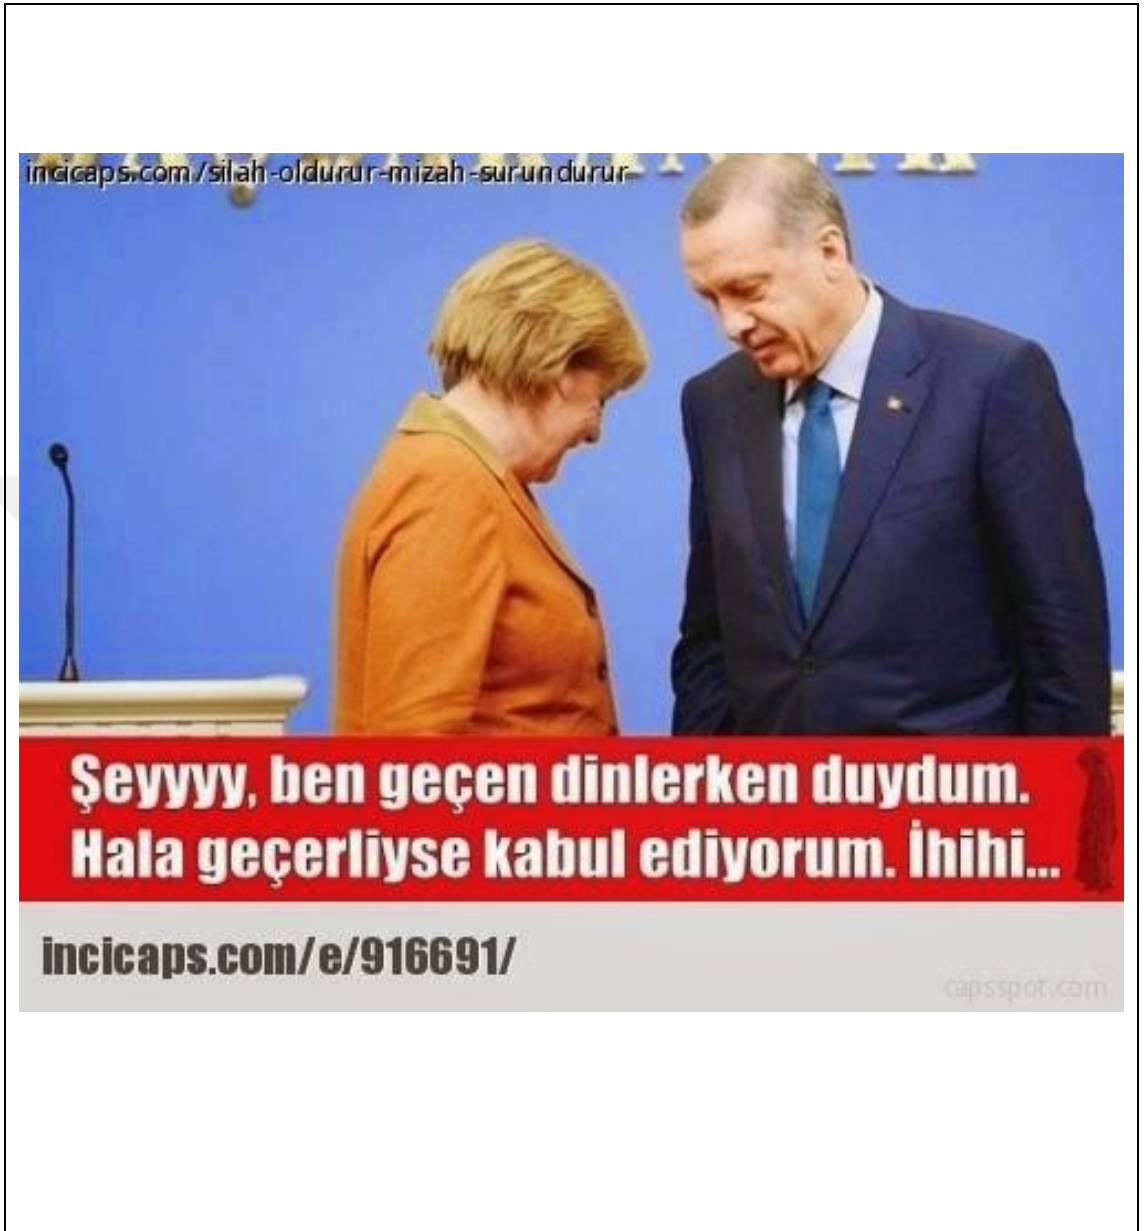 incicaps.com/silah-oldurur-mizah-surundurur
Şeyyyy, ben geçen dinlerken duydum.
Hala geçerliyse kabul ediyorum. İhihi...
incicaps.com/e/916691/
capsspot.com